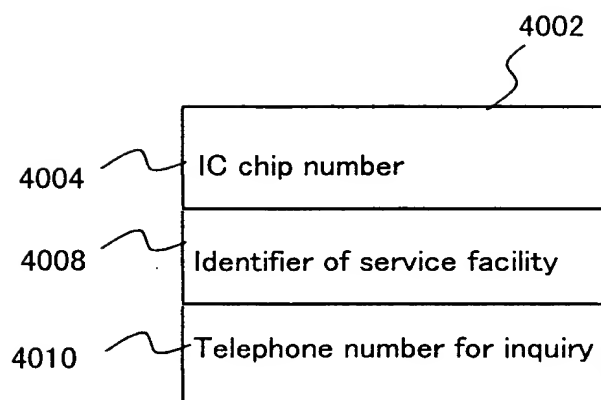 4002
4004 IC chip number
4008 Identifier of service facility
4010 Telephone number for inquiry